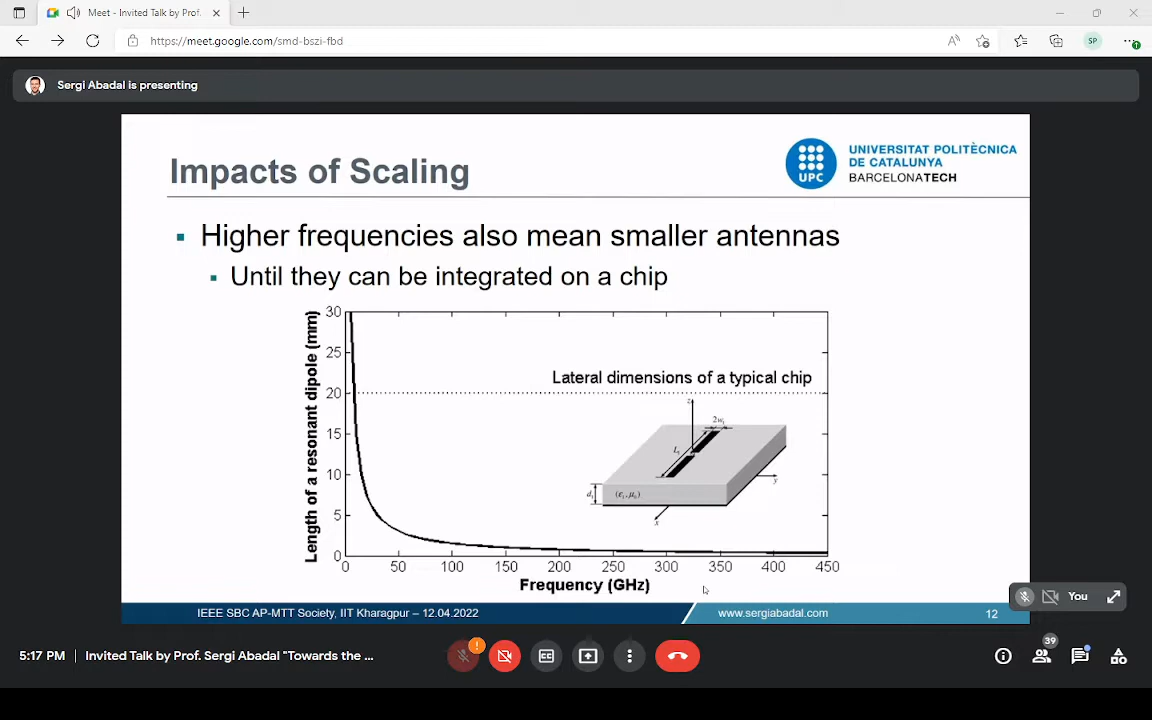 Meet - Invited Talk by Prof.
https://meet.google.com/smd-bszi-fbd
SP
Sergi Abadal is presenting
Impacts of Scaling
UPC
UNIVERSITAT POLITÈCNICA
DE CATALUNYA
BARCELONATECH
Higher frequencies also mean smaller antennas
Until they can be integrated on a chip
Length of a resonant dipole (mm)
30
25
20
15
10
5
0
Lateral dimensions of a typical chip
z
y
x
0 50 100 150 200 250 300 350 400 450
Frequency (GHz)
IEEE SBC AP-MTT Society, IIT Kharagpur – 12.04.2022
www.sergiabadal.com
12
You
5:17 PM | Invited Talk by Prof. Sergi Abadal "Towards the ...
39